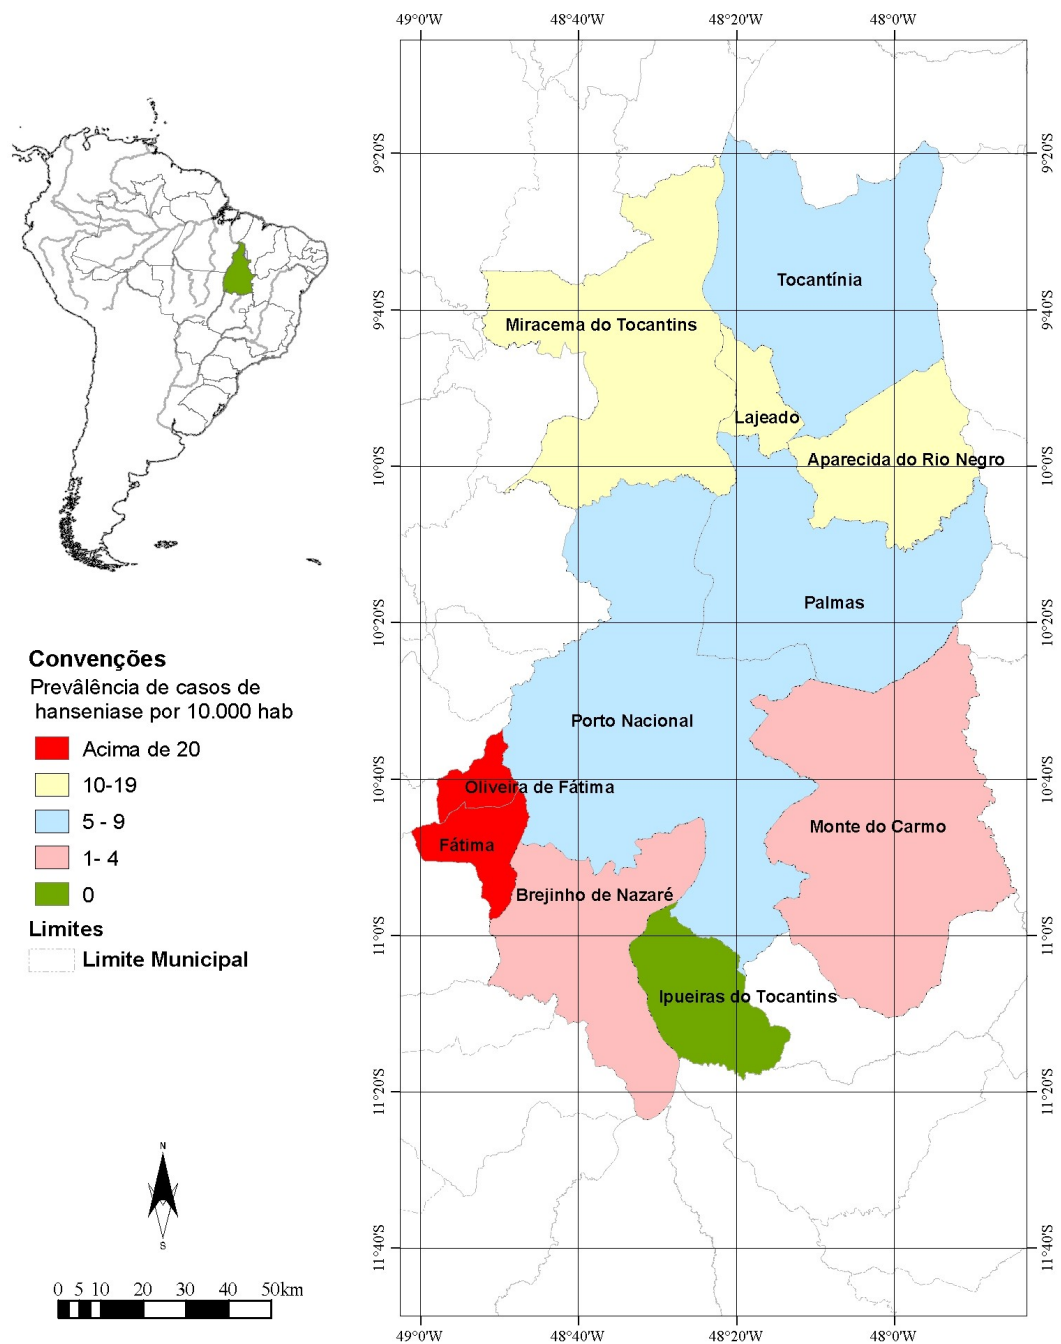 49°0'W 48°40'W 48°20'W 48°0'W
9°20'S 9°20'S
Tocantínia
9°40'S 9°40'S
Miracema do Tocantins
Lajeado
Aparecida do Rio Negro
10°0'S 10°0'S
Palmas
10°20'S 10°20'S
Convenções
Prevâlência de casos de
hanseniase por 10.000 hab
Acima de 20
10-19
5 - 9
1- 4
0
Limites
Limite Municipal
Porto Nacional
10°40'S 10°40'S
Oliveira de Fátima
Monte do Carmo
Fátima
Brejinho de Nazaré
11°0'S 11°0'S
Ipueiras do Tocantins
11°20'S 11°20'S
N
S
11°40'S 11°40'S
0 5 10 20 30 40 50km
49°0'W 48°40'W 48°20'W 48°0'W